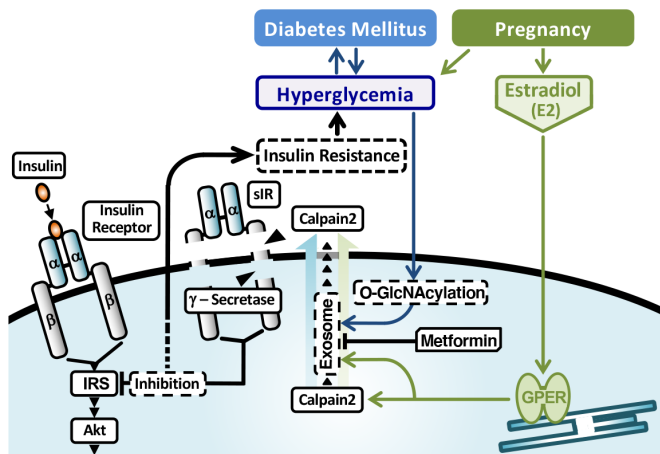 Diabetes Mellitus
Pregnancy
Hyperglycemia
Estradiol
(E2)
Insulin Resistance
Insulin
Insulin
Receptor
sIR
α
α
α
α
Calpain2
β
β
γ – Secretase
O-GlcNAcylation
Exosome
Metformin
IRS
Inhibition
Calpain2
GPER
Akt